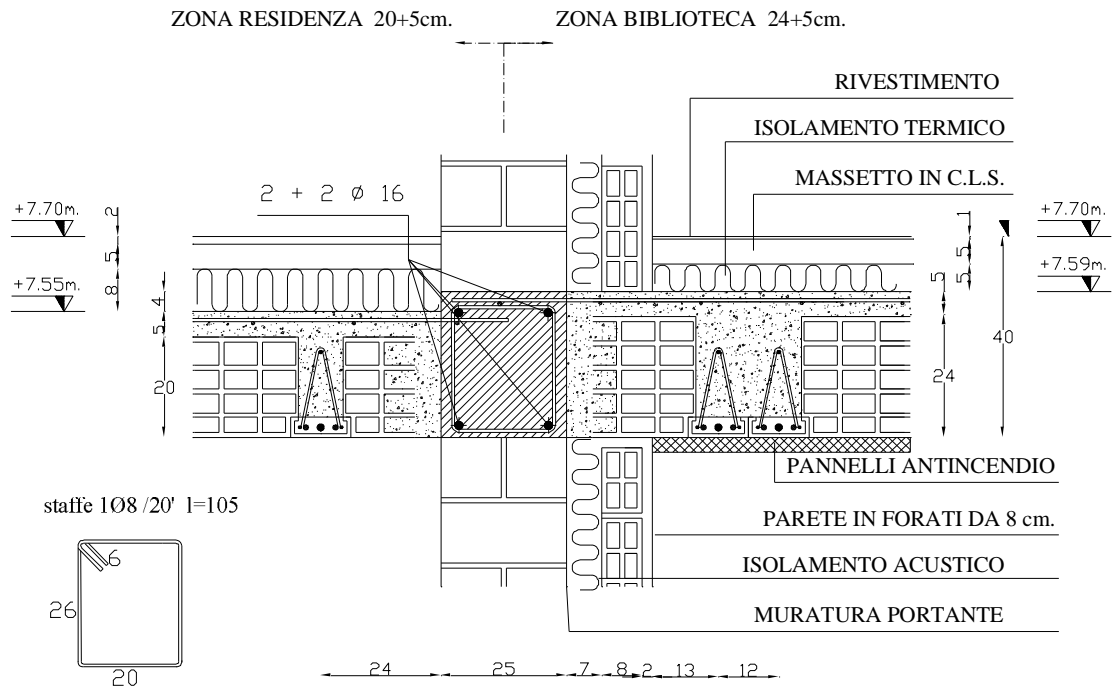 ZONA RESIDENZA 20+5cm.
ZONA BIBLIOTECA 24+5cm.
RIVESTIMENTO
ISOLAMENTO TERMICO
MASSETTO IN C.L.S.
2 + 2 Ø 16
+7.70m.
2
5
+7.55m.
8
4
5
20
1
5
5
5
+7.70m.
+7.59m.
40
24
PANNELLI ANTINCENDIO
PARETE IN FORATI DA 8 cm.
ISOLAMENTO ACUSTICO
MURATURA PORTANTE
staffe 1Ø8 /20' l=105
6
26
20
24
25
7
8
2
13
12